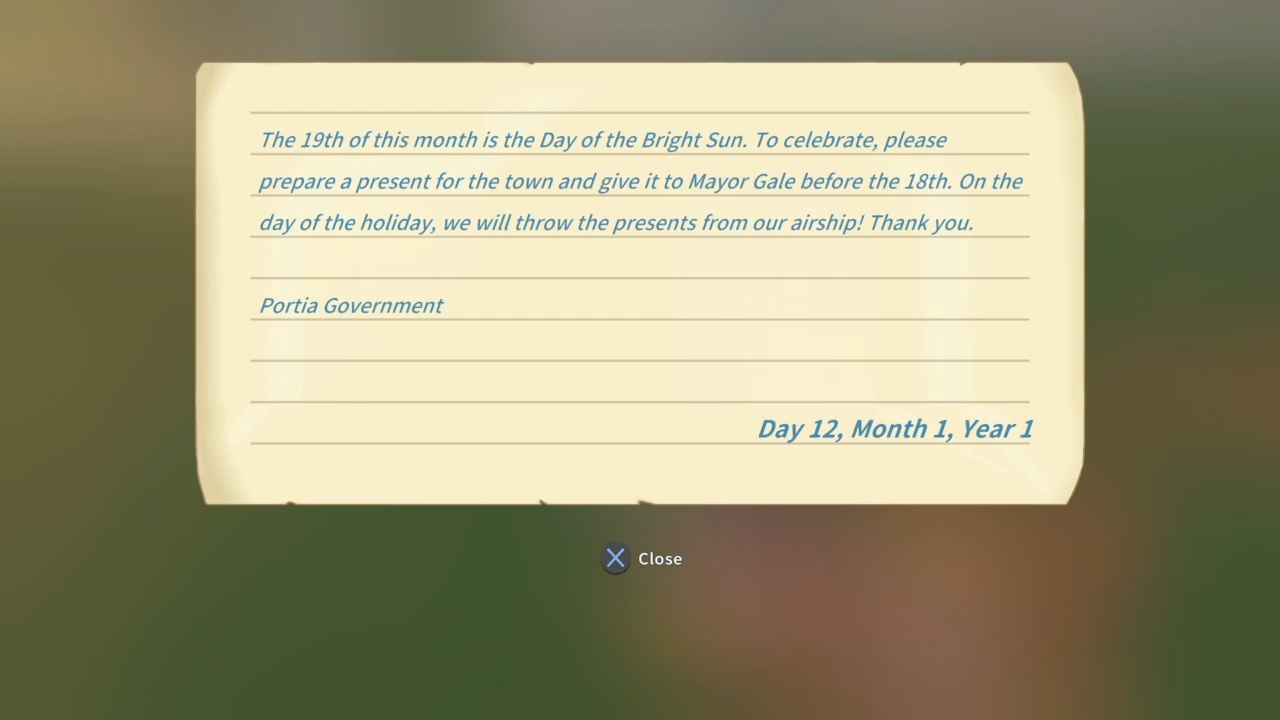 The 19th of this month is the Day of the Bright Sun. To celebrate, please
prepare a present for the town and give it to Mayor Gale before the 18th. On the
day of the holiday, we will throw the presents from our airship! Thank you.
Portia Government
Day 12, Month 1, Year 1
Close